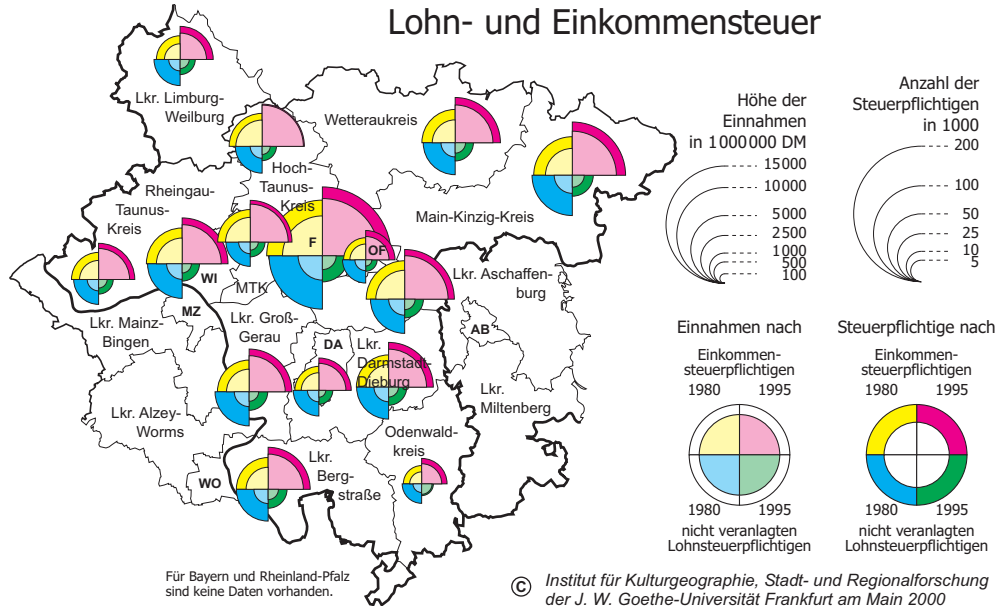 Lohn- und Einkommensteuer
Lkr. Limburg-
Weilburg
Wetteraukreis
Hoch-
Taunus-
Kreis
Rheingau-
Taunus-
Kreis
Main-Kinzig-Kreis
F
OF
WI
MTK
MZ
Lkr. Mainz-
Bingen
Lkr. Groß-
Gerau
DA
Lkr.
Darmstadt-
Dieburg
Lkr. Aschaffen-
burg
AB
Lkr.
Miltenberg
Lkr. Alzey-
Worms
WO
Lkr.
Berg-
straße
Odenwald-
kreis
Für Bayern und Rheinland-Pfalz
sind keine Daten vorhanden.
Höhe der
Einnahmen
in 1000000 DM
15000
10000
5000
2500
1000
500
100
Anzahl der
Steuerpflichtigen
in 1000
200
100
50
25
10
5
Einnahmen nach
Einkommen-
steuerpflichtigen
1980 1995
1980 1995
nicht veranlagten
Lohnsteuerpflichtigen
Steuerpflichtige nach
Einkommen-
steuerpflichtigen
1980 1995
1980 1995
nicht veranlagten
Lohnsteuerpflichtigen
© Institut für Kulturgeographie, Stadt- und Regionalforschung
der J. W. Goethe-Universität Frankfurt am Main 2000